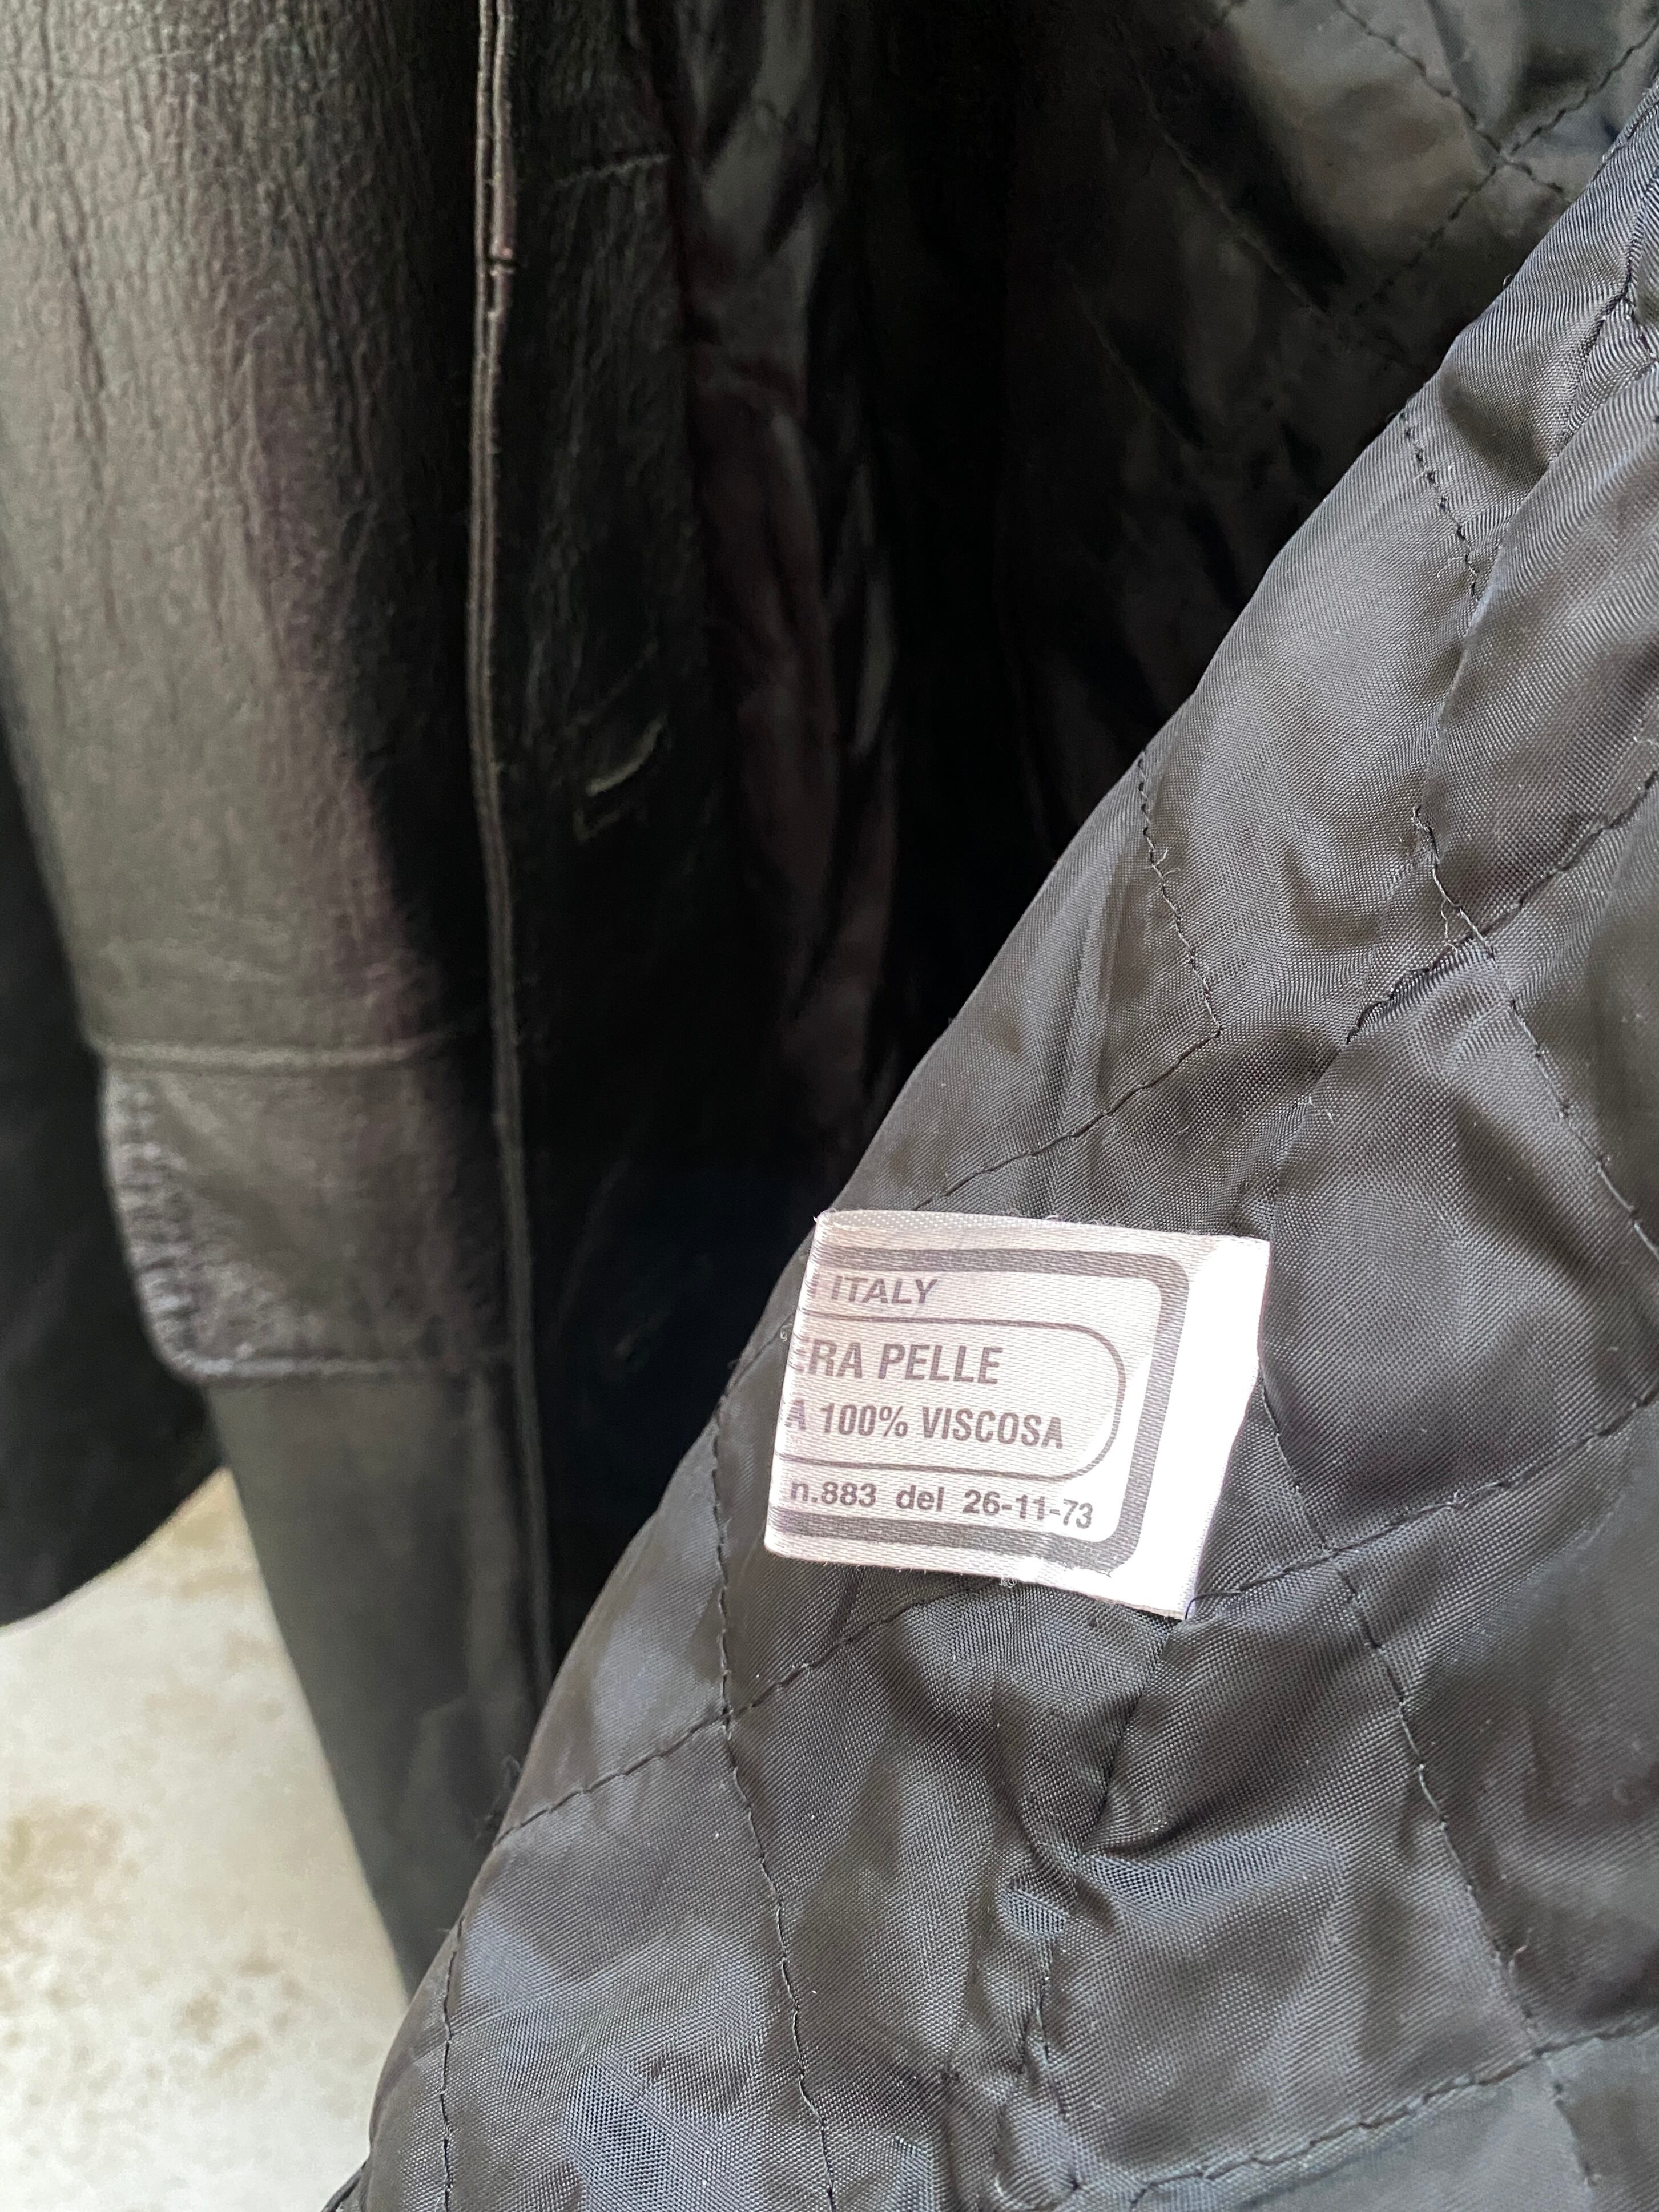 ITALY
ERA PELLE
A 100% VISCOSA
n.883 del 26-11-73